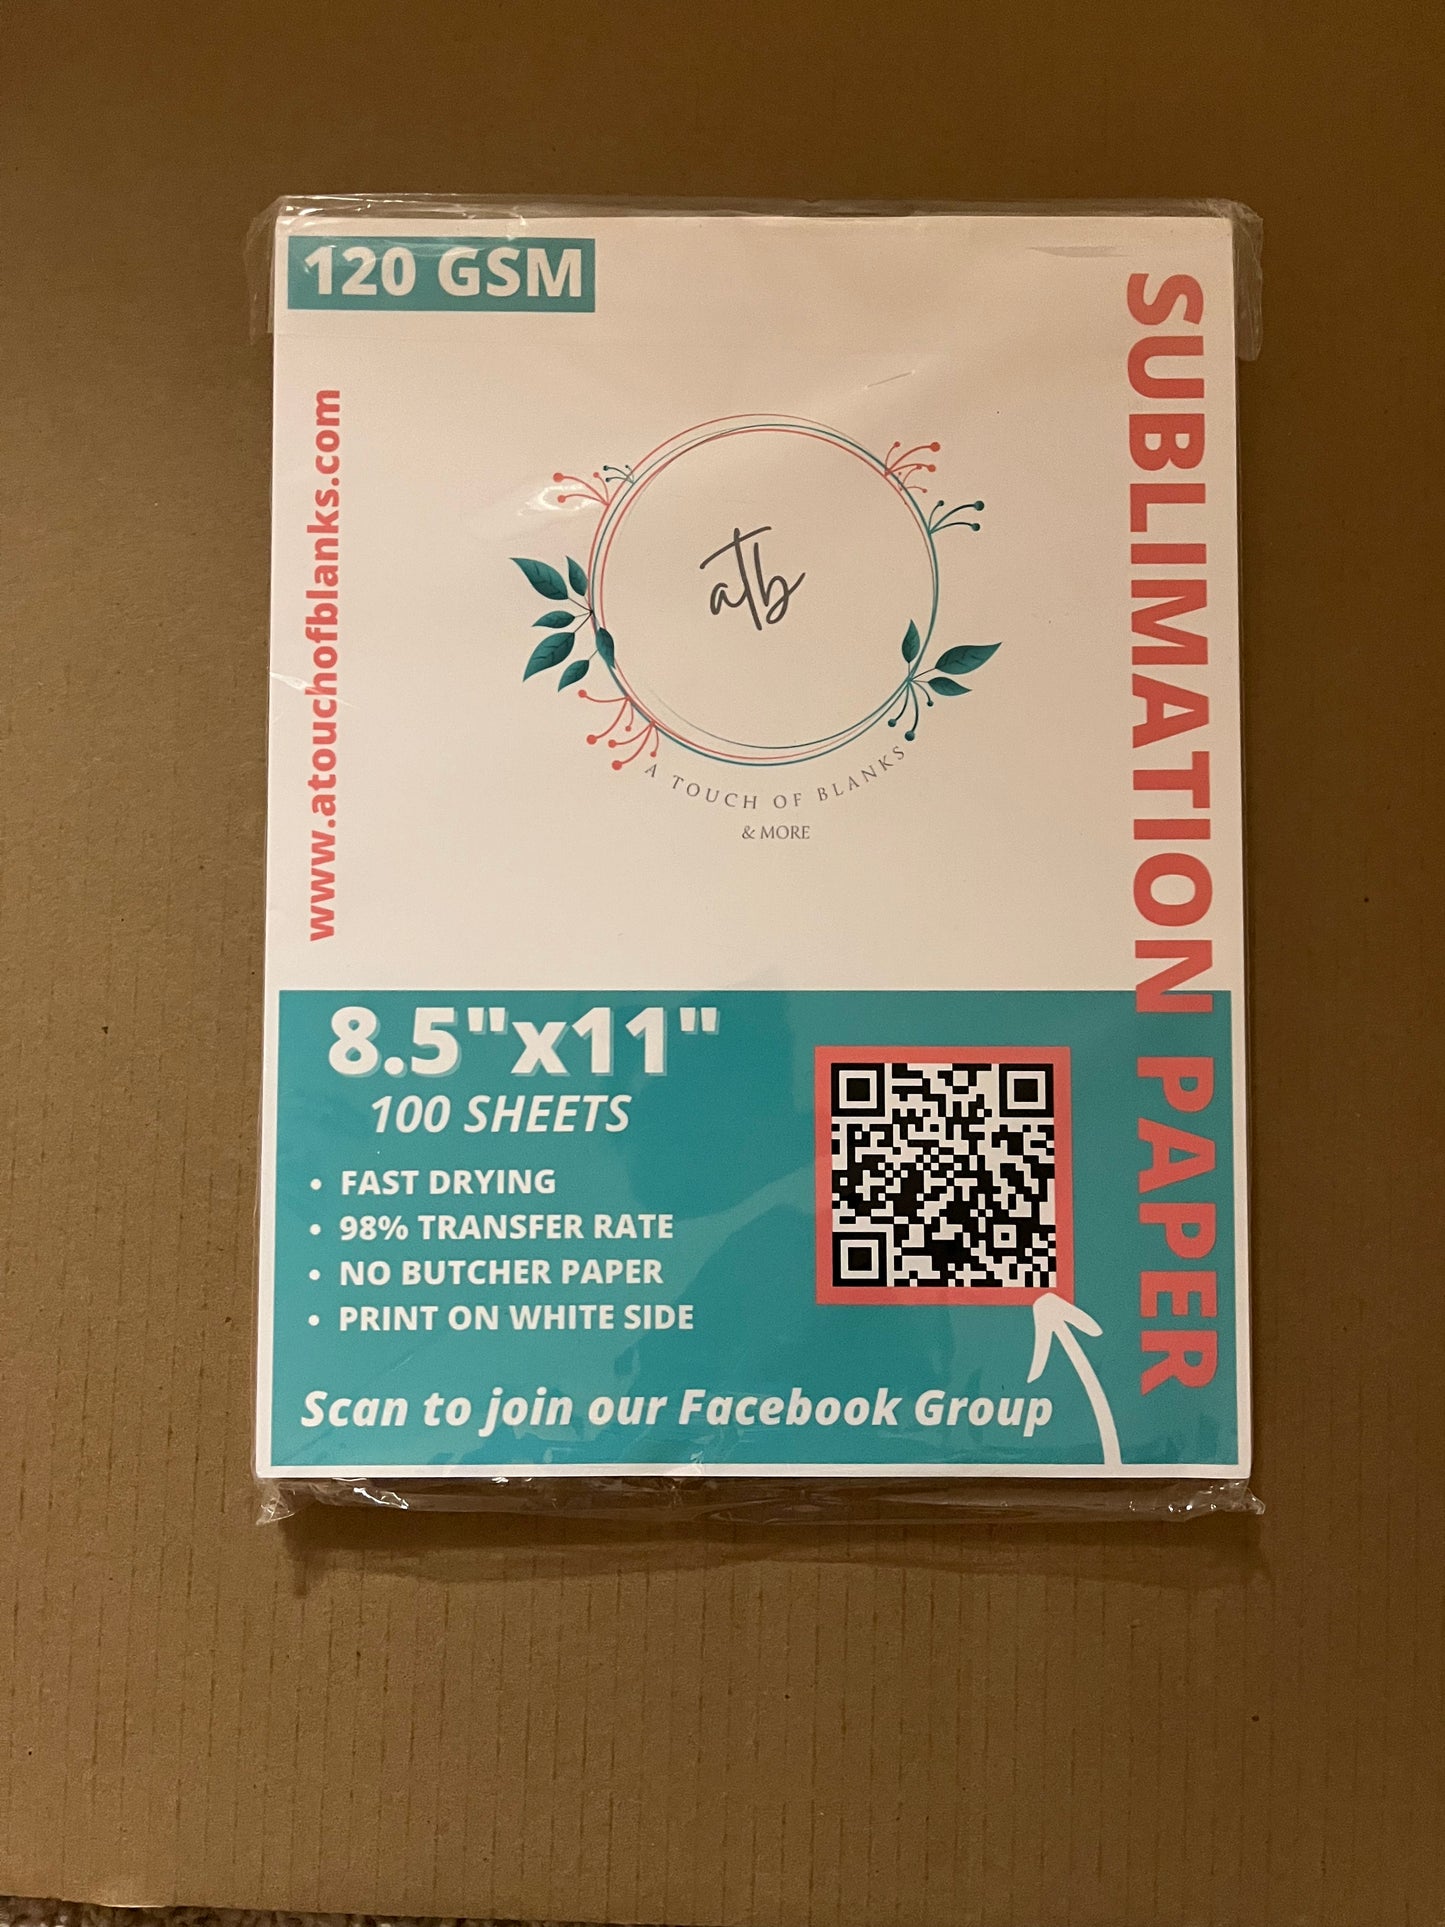 120 GSM
SUBLIMATION PAPER
www.atouchofblanks.com
atb
A TOUCH OF BLANKS
& MORE
8.5"x11"
100 SHEETS
• FAST DRYING
• 98% TRANSFER RATE
• NO BUTCHER PAPER
• PRINT ON WHITE SIDE
Scan to join our Facebook Group